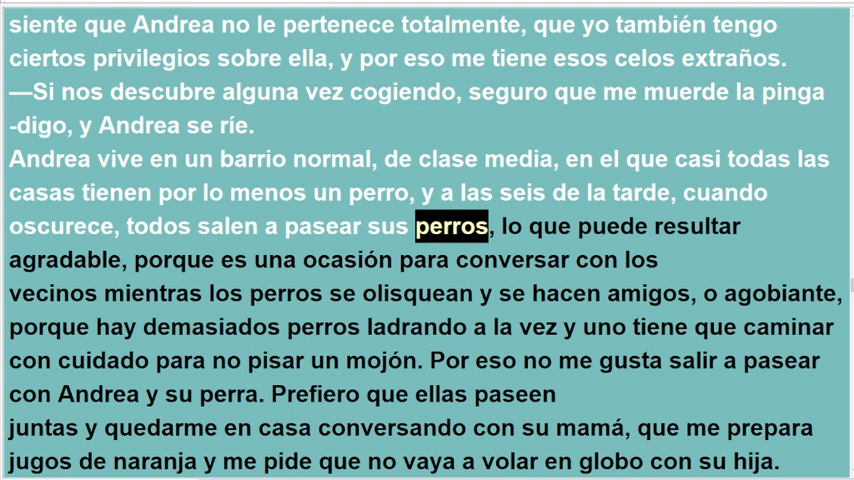 siente que Andrea no le pertenece totalmente, que yo también tengo
ciertos privilegios sobre ella, y por eso me tiene esos celos extraños.
—Si nos descubre alguna vez cogiendo, seguro que me muerde la pinga
-digo, y Andrea se ríe.
Andrea vive en un barrio normal, de clase media, en el que casi todas las
casas tienen por lo menos un perro, y a las seis de la tarde, cuando
oscurece, todos salen a pasear sus perros, lo que puede resultar
agradable, porque es una ocasión para conversar con los
vecinos mientras los perros se olisquean y se hacen amigos, o agobiante,
porque hay demasiados perros ladrando a la vez y uno tiene que caminar
con cuidado para no pisar un mojón. Por eso no me gusta salir a pasear
con Andrea y su perra. Prefiero que ellas paseen
juntas y quedarme en casa conversando con su mamá, que me prepara
jugos de naranja y me pide que no vaya a volar en globo con su hija.